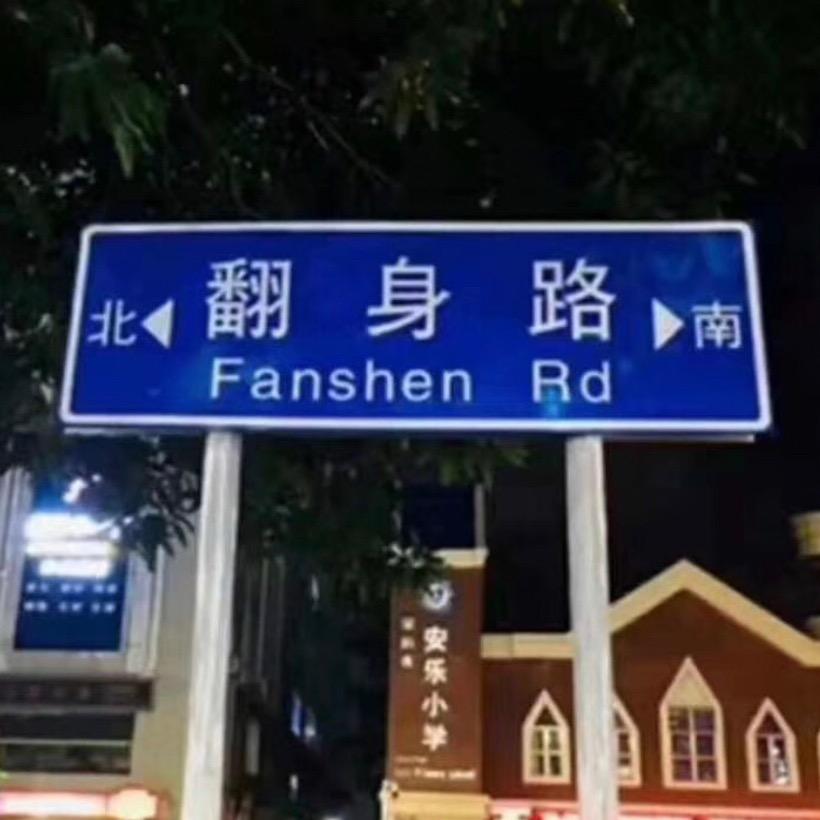 北 翻身路 南
Fanshen Rd
安乐小学